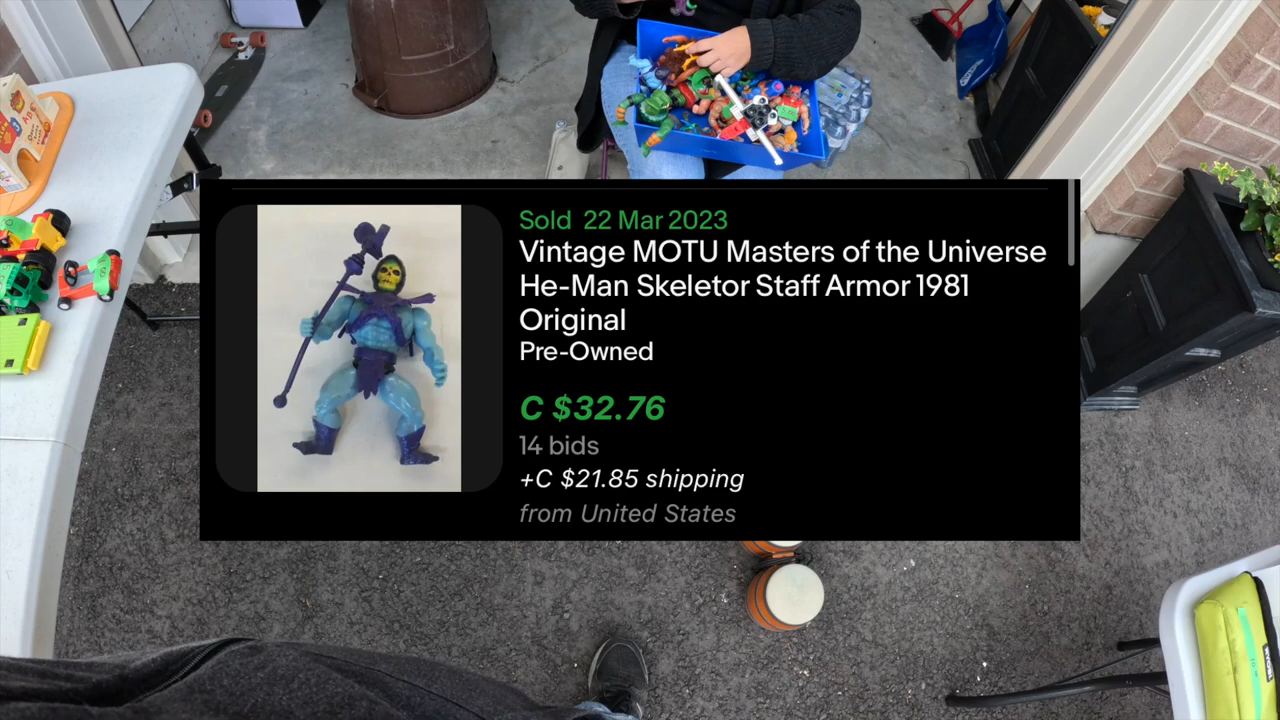 Sold 22 Mar 2023
Vintage MOTU Masters of the Universe
He-Man Skeletor Staff Armor 1981
Original
Pre-Owned
C $32.76
14 bids
+C $21.85 shipping
from United States